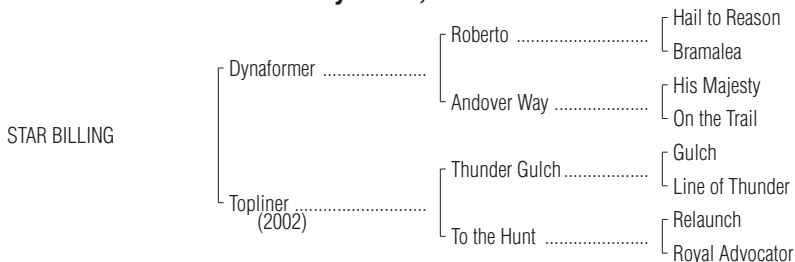 Hail to Reason
Roberto ..............................
Bramalea
Dynaformer .......................
His Majesty
Andover Way .....................
On the Trail
STAR BILLING
Gulch
Thunder Gulch...................
Line of Thunder
Topliner .............................
(2002)
Relaunch
To the Hunt .......................
Royal Advocator